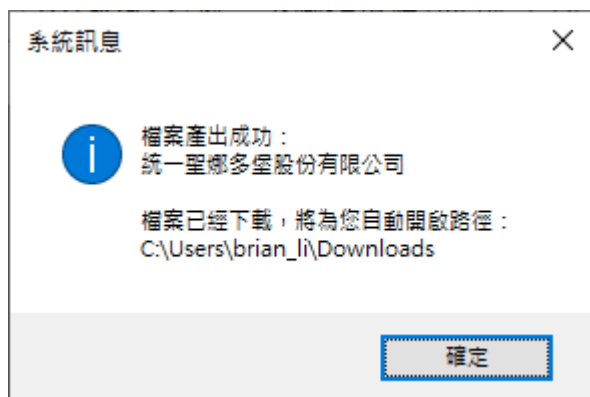 系統訊息
檔案產出成功：
統一聖娜多堡股份有限公司
檔案已經下載，將為您自動開啟路徑：
C:\Users\brian_li\Downloads
確定